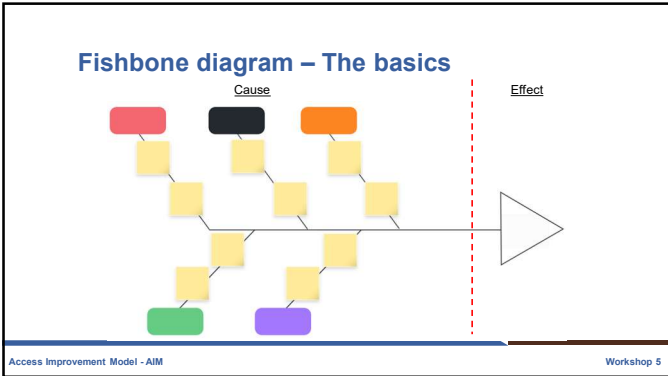 Fishbone diagram – The basics
Cause
Effect
Access Improvement Model - AIM
Workshop 5